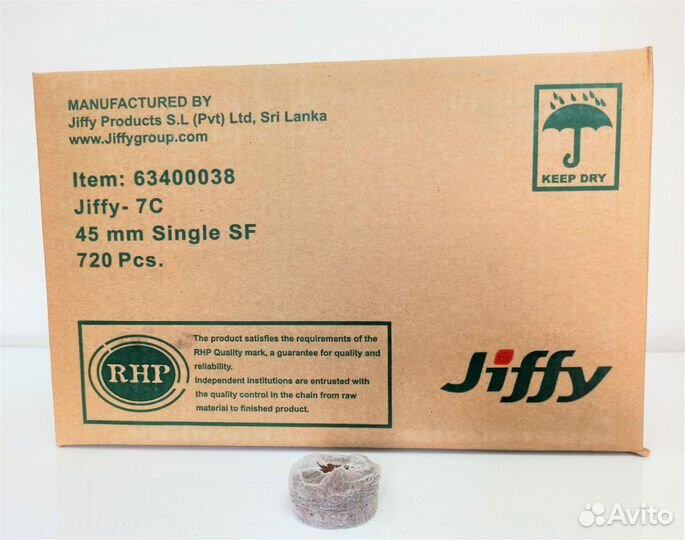 MANUFACTURED BY
Jiffy Products S.L (Pvt) Ltd, Sri Lanka
www.Jiffygroup.com
KEEP DRY
Item: 63400038
Jiffy- 7C
45 mm Single SF
720 Pcs.
RHP
The product satisfies the requirements of the
RHP Quality mark, a guarantee for quality and
reliability.
Independent institutions are entrusted with
the quality control in the chain from raw
material to finished product.
Jiffy
Avito